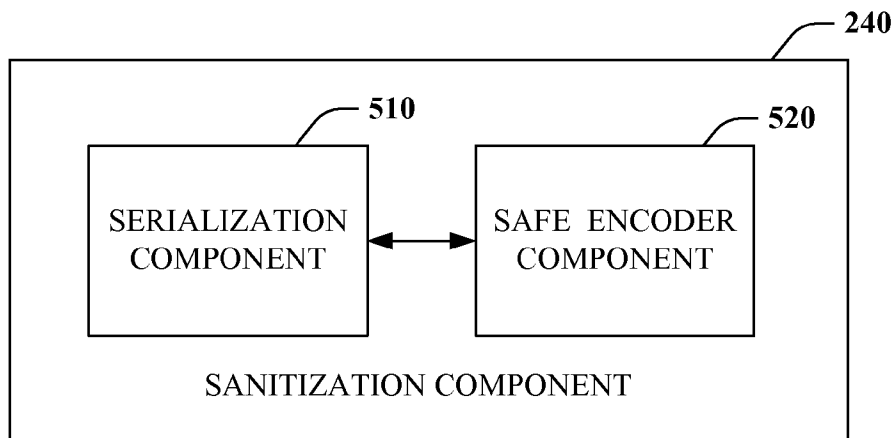 240
510
520
SERIALIZATION
COMPONENT
SAFE ENCODER
COMPONENT
SANITIZATION COMPONENT